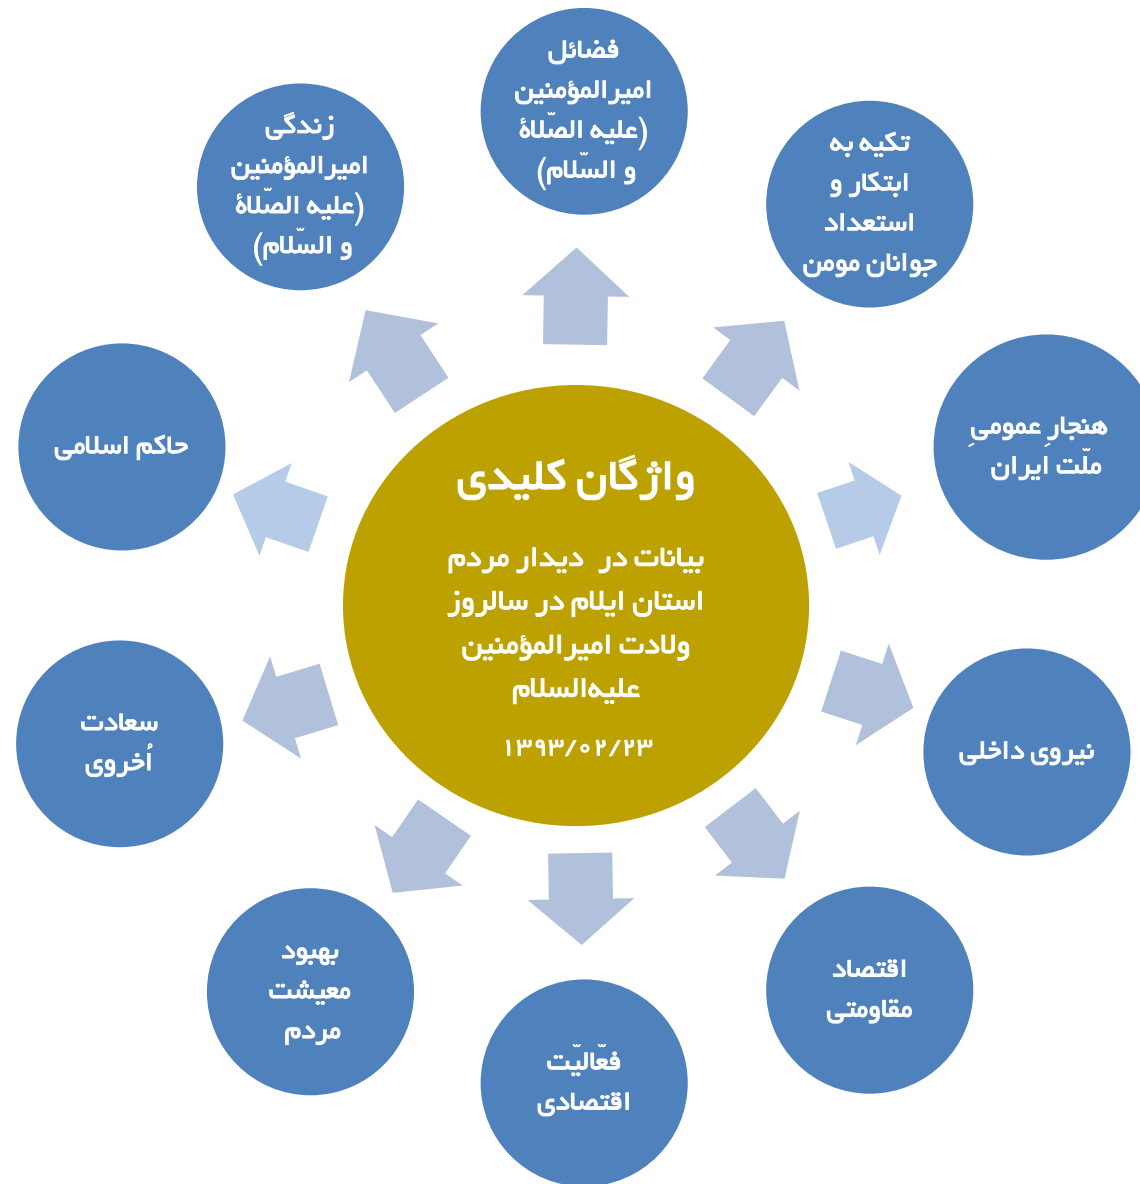 واژگان کلیدی
بیانات در دیدار مردم
استان ایلام در سالروز
ولادت امیرالمؤمنین
علیه‌السلام
۱۳۹۳/۰۲/۲۳
فضائل
امیرالمؤمنین
(علیه الصّلاة
و السّلام)
تکیه به
ابتکار و
استعداد
جوانان مومن
هنجارِ عمومیِ
ملّت ایران
نیروی داخلی
اقتصاد
مقاومتی
فعّالیّت
اقتصادی
بهبود
معیشت
مردم
سعادت
اُخروی
حاکم اسلامی
زندگی
امیرالمؤمنین
(علیه الصّلاة
و السّلام)